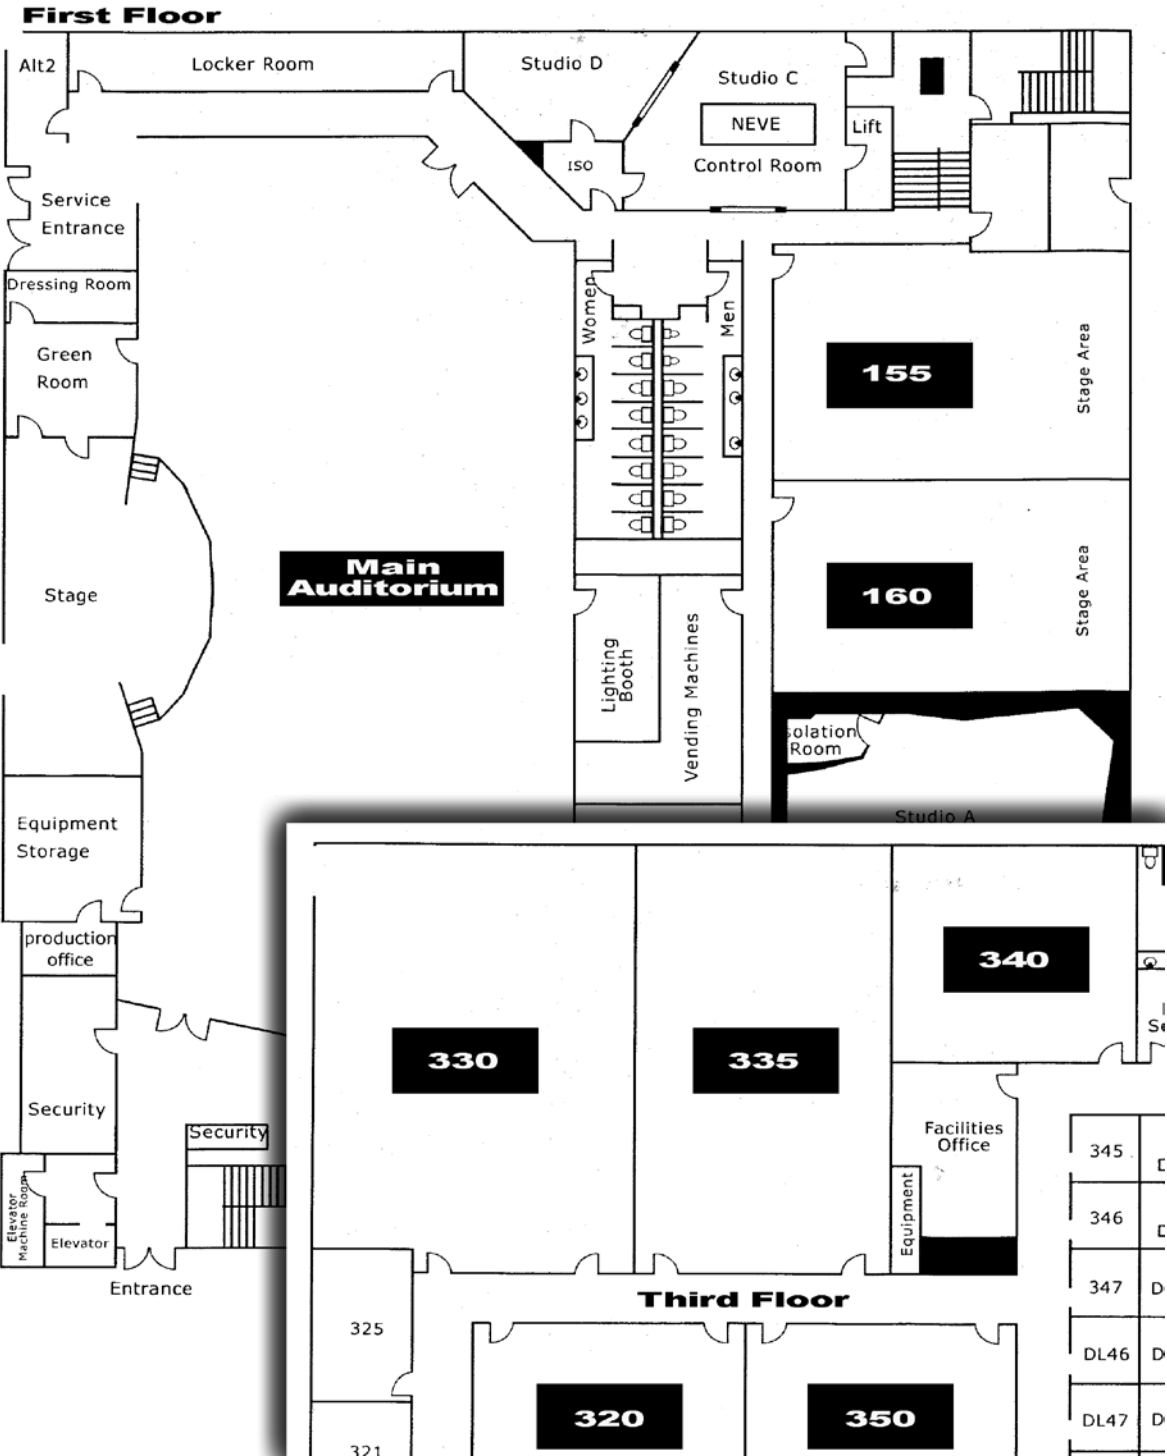 First Floor
Alt2
Locker Room
Studio D
Studio C
NEVE
Control Room
Lift
ISO
Service
Entrance
Dressing Room
Green
Room
Women
Men
155
Stage Area
Stage
Main
Auditorium
160
Stage Area
Lighting
Booth
Vending Machines
solation
Room
Studio A
Equipment
Storage
production
office
Security
Security
Elevator
Machine Room
Elevator
Entrance
330
335
340
Facilities
Office
Equipment
345
346
347
DL46
DL47
Third Floor
325
320
350
321